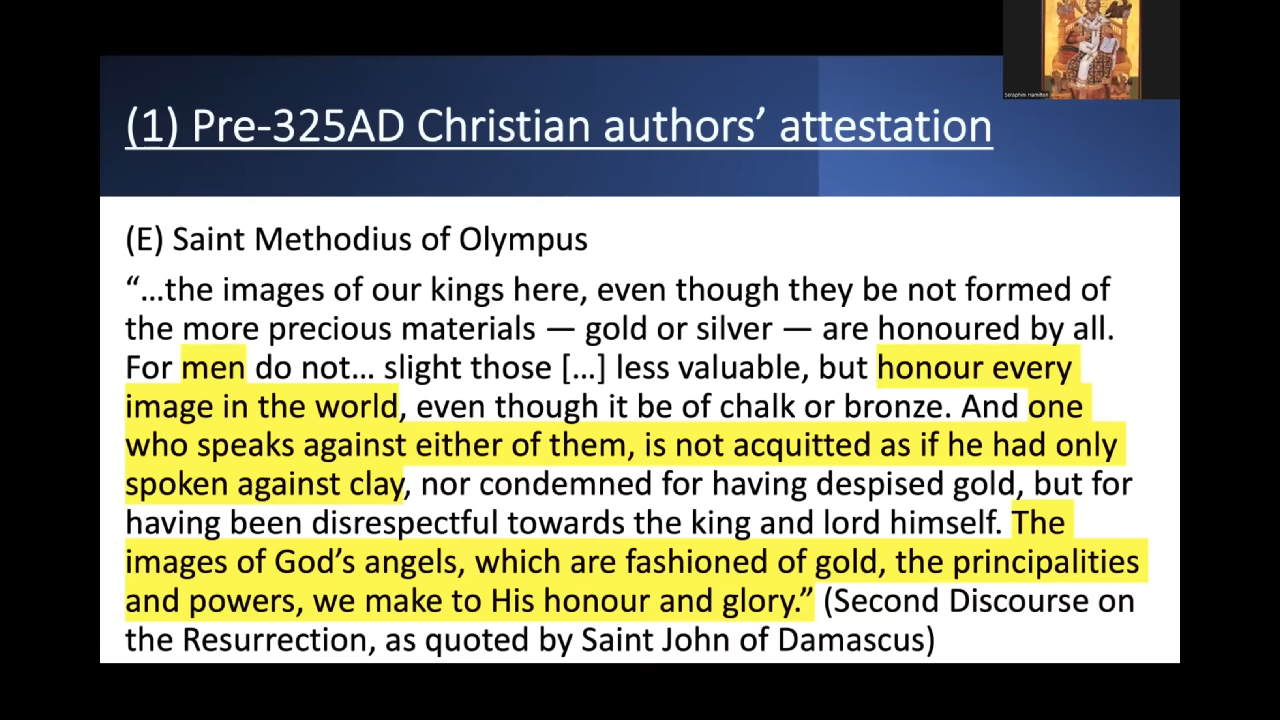 Seraphim Hamilton
(1) Pre-325AD Christian authors’ attestation
(E) Saint Methodius of Olympus
“…the images of our kings here, even though they be not formed of
the more precious materials — gold or silver — are honoured by all.
For men do not… slight those […] less valuable, but honour every
image in the world, even though it be of chalk or bronze. And one
who speaks against either of them, is not acquitted as if he had only
spoken against clay, nor condemned for having despised gold, but for
having been disrespectful towards the king and lord himself. The
images of God’s angels, which are fashioned of gold, the principalities
and powers, we make to His honour and glory.” (Second Discourse on
the Resurrection, as quoted by Saint John of Damascus)